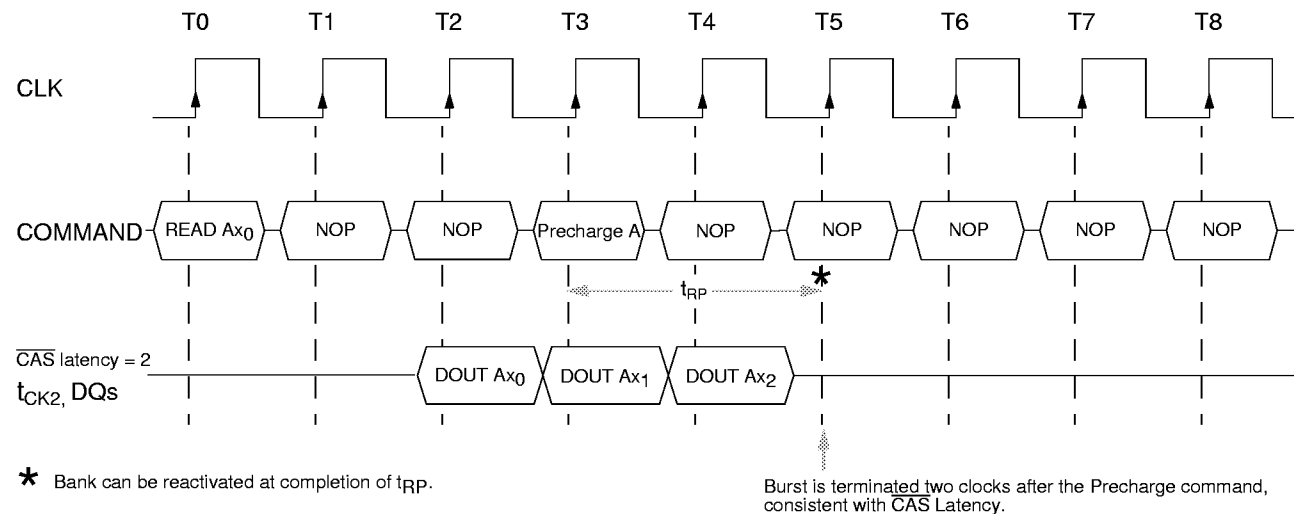 T0 T1 T2 T3 T4 T5 T6 T7 T8
CLK
COMMAND READ Ax0 NOP NOP Precharge A NOP NOP NOP NOP NOP
*
tRP
CAS latency = 2
tCK2, DQs
DOUT Ax0 DOUT Ax1 DOUT Ax2
* Bank can be reactivated at completion of tRP.
Burst is terminated two clocks after the Precharge command,
consistent with CAS Latency.